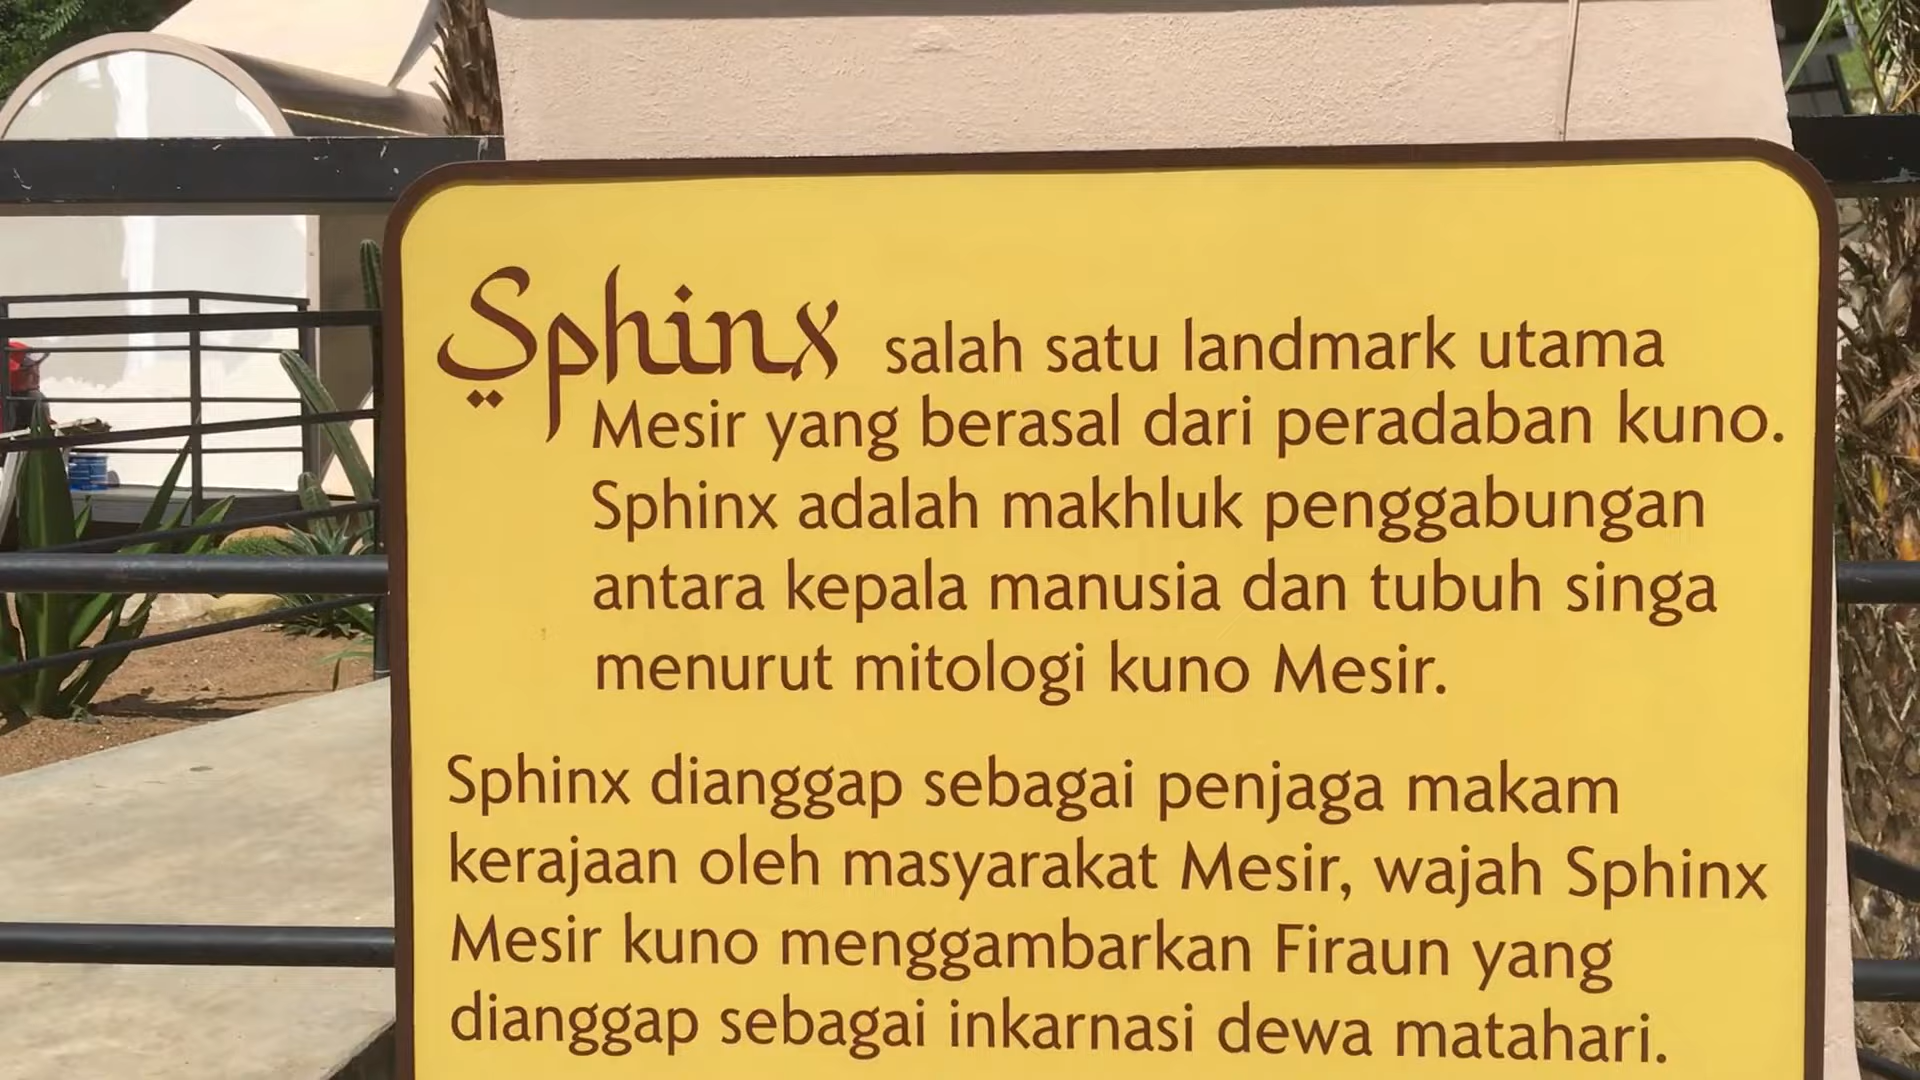 Sphinx salah satu landmark utama
Mesir yang berasal dari peradaban kuno.
Sphinx adalah makhluk penggabungan
antara kepala manusia dan tubuh singa
menurut mitologi kuno Mesir.
Sphinx dianggap sebagai penjaga makam
kerajaan oleh masyarakat Mesir, wajah Sphinx
Mesir kuno menggambarkan Firaun yang
dianggap sebagai inkarnasi dewa matahari.